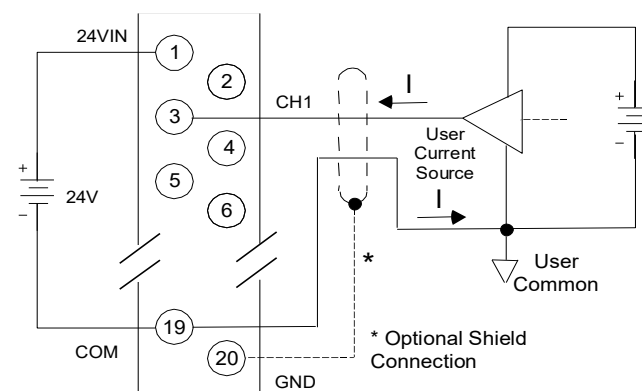 24VIN
1
2
CH1
I
3
User
Current
Source
4
+
-
+
24V
-
5
6
I
*
User
Common
19
COM
20
GND
* Optional Shield
Connection